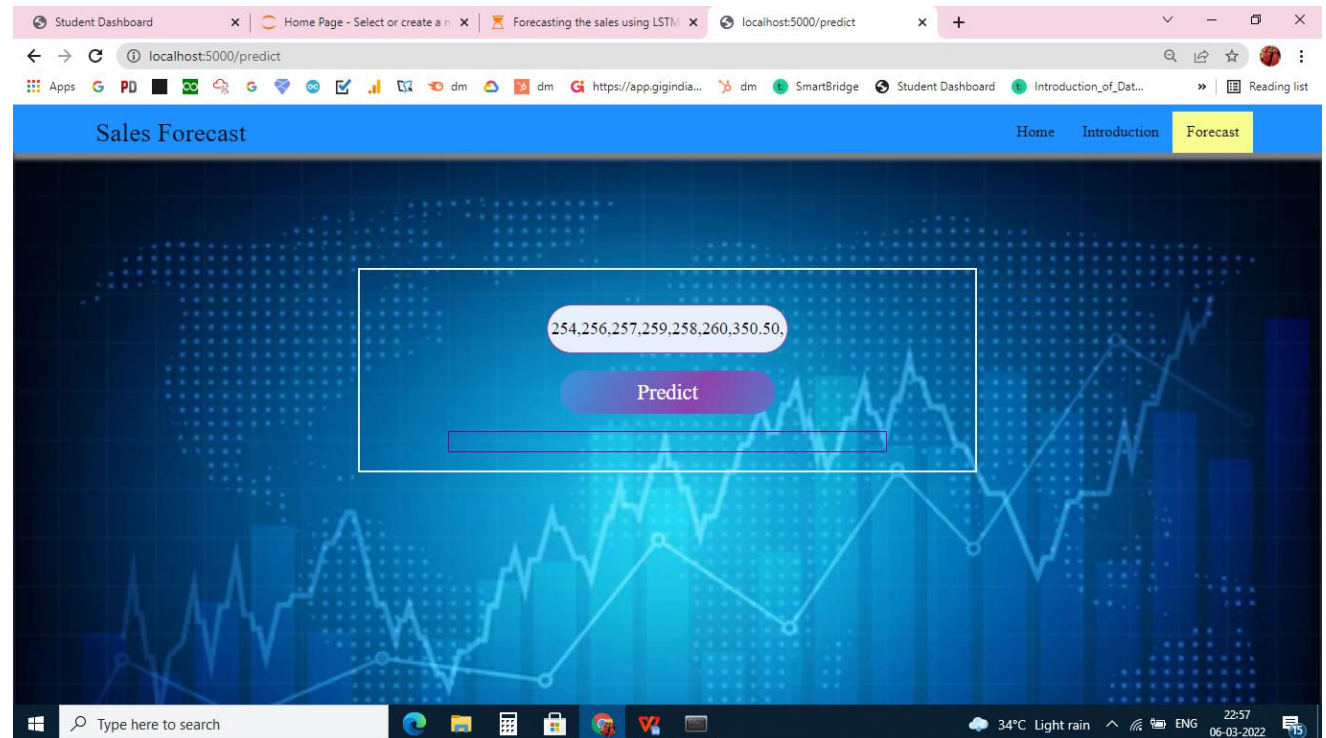 Student Dashboard Home Page - Select or create a n Forecasting the sales using LSTM localhost:5000/predict
localhost:5000/predict
Apps PD dm dm https://app.gigindia... dm SmartBridge Student Dashboard Introduction_of_Dat... » Reading list
Sales Forecast Home Introduction Forecast
254,256,257,259,258,260,350.50,
Predict
Type here to search 34°C Light rain ENG 22:57
06-03-2022 15